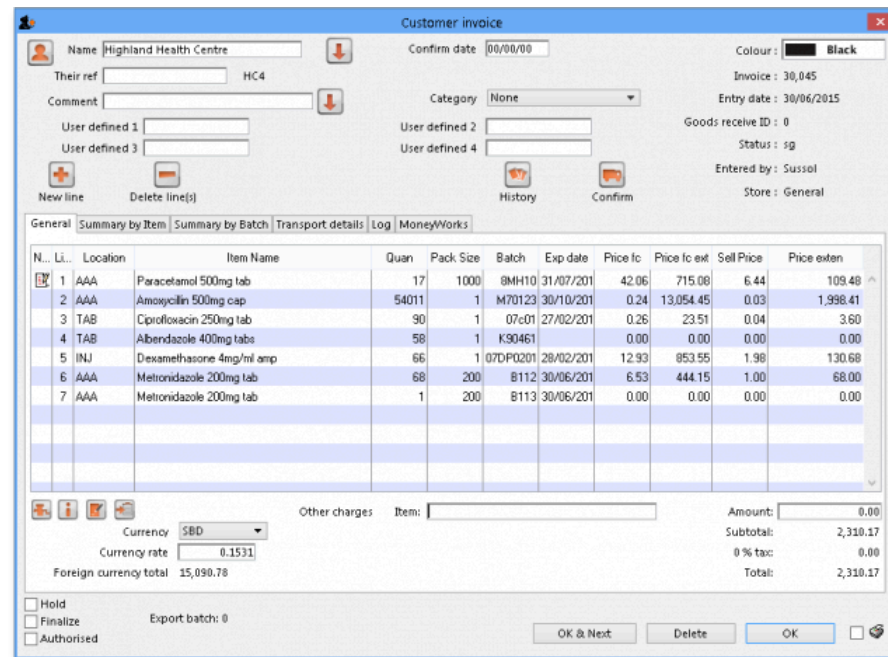 Customer invoice
Name Highland Health Centre Confirm date 00/00/00 Colour : Black
Their ref HC4 Invoice : 30,045
Comment Category None Entry date : 30/06/2015
User defined 1 User defined 2 Goods receive ID : 0
User defined 3 User defined 4 Status : sg
Entered by : Sussol
New line Delete line(s) History Confirm Store : General
General Summary by Item Summary by Batch Transport details Log MoneyWorks
N... Li... Location Item Name Quan Pack Size Batch Exp date Price fc Price fc ext Sell Price Price exten
1 AAA Paracetamol 500mg tab 17 1000 8MH10 31/07/201 42.06 715.08 6.44 109.48
2 AAA Amoxycillin 500mg cap 54011 1 M70123 30/10/201 0.24 13,054.45 0.03 1,998.41
3 TAB Ciprofloxacin 250mg tab 90 1 07c01 27/02/201 0.26 23.51 0.04 3.60
4 TAB Albendazole 400mg tabs 58 1 K90461 0.00 0.00 0.00 0.00
5 INJ Dexamethasone 4mg/ml amp 66 1 07DP0201 28/02/201 12.93 853.55 1.98 130.68
6 AAA Metronidazole 200mg tab 68 200 B112 30/06/201 6.53 444.15 1.00 68.00
7 AAA Metronidazole 200mg tab 1 200 B113 30/06/201 0.00 0.00 0.00 0.00
Other charges Item: Amount: 0.00
Currency SBD Subtotal: 2,310.17
Currency rate 0.1531 0 % tax: 0.00
Foreign currency total 15,090.78 Total: 2,310.17
Hold
Finalize Export batch: 0
Authorised OK & Next Delete OK